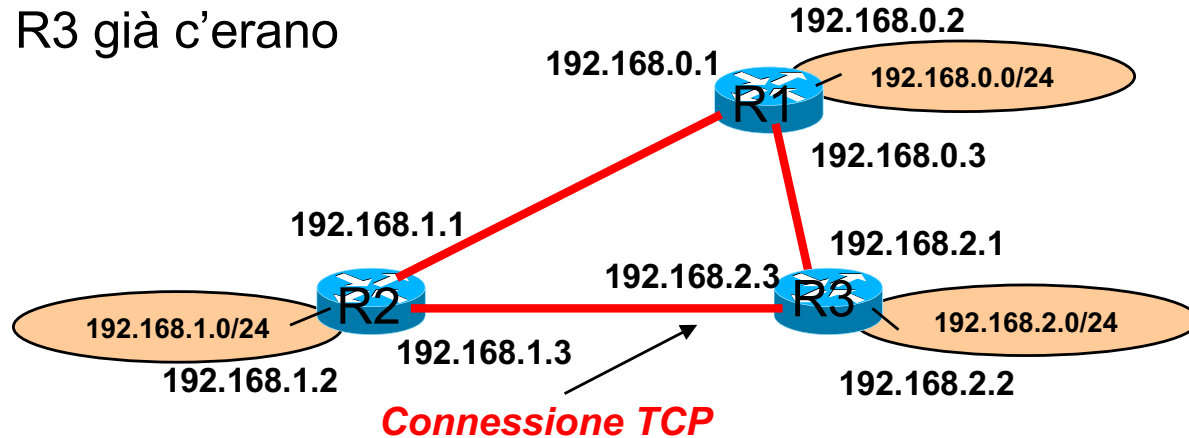 R3 già c'erano
192.168.0.2
192.168.0.1
192.168.0.0/24
R1
192.168.0.3
192.168.1.1
192.168.2.1
192.168.2.3
R2
R3
192.168.1.0/24
192.168.2.0/24
192.168.1.3
192.168.1.2
192.168.2.2
Connessione TCP